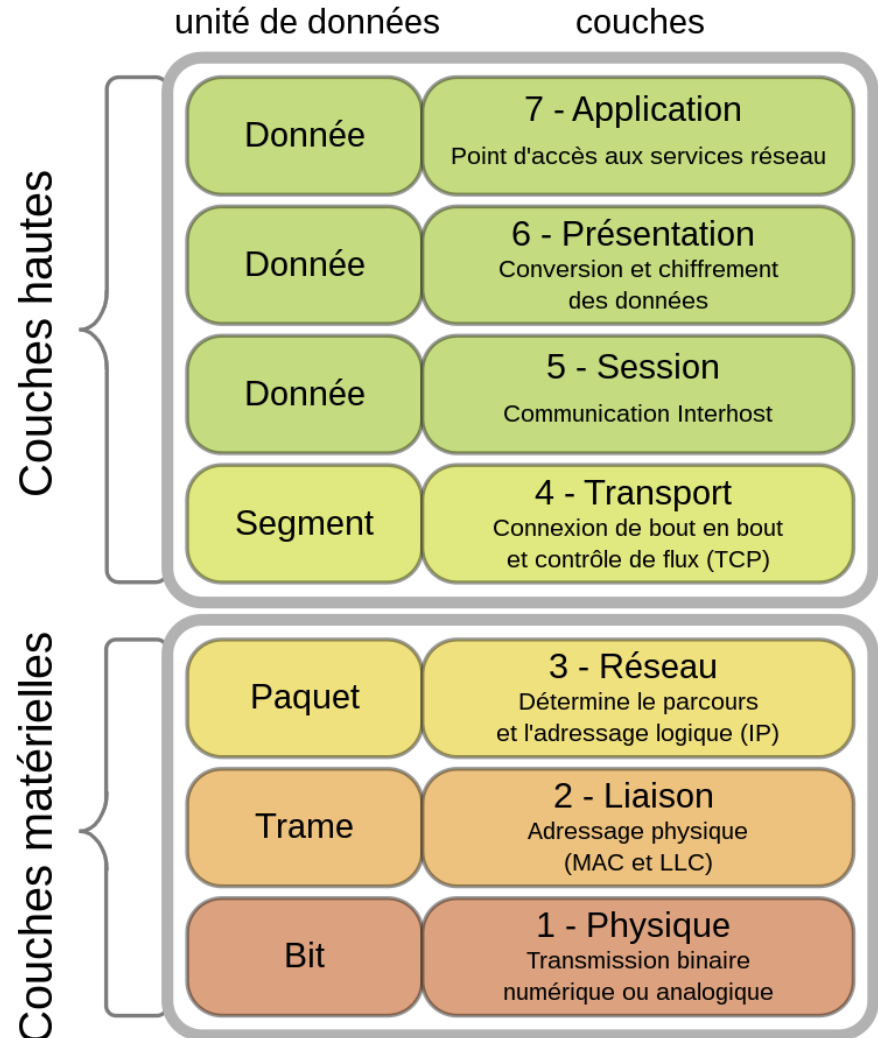 unité de données couches
Couches hautes
Donnée
7 - Application
Point d'accès aux services réseau
Donnée
6 - Présentation
Conversion et chiffrement
des données
Donnée
5 - Session
Communication Interhost
Segment
4 - Transport
Connexion de bout en bout
et contrôle de flux (TCP)
Couches matérielles
Paquet
3 - Réseau
Détermine le parcours
et l'adressage logique (IP)
Trame
2 - Liaison
Adressage physique
(MAC et LLC)
Bit
1 - Physique
Transmission binaire
numérique ou analogique